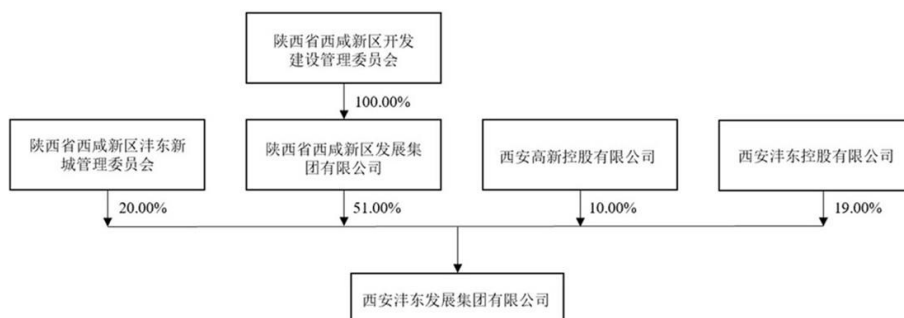 陕西省西咸新区开发
建设管理委员会
100.00%
陕西省西咸新区沣东新
城管理委员会
陕西省西咸新区发展集
团有限公司
西安高新控股有限公司
西安沣东控股有限公司
20.00%
51.00%
10.00%
19.00%
西安沣东发展集团有限公司